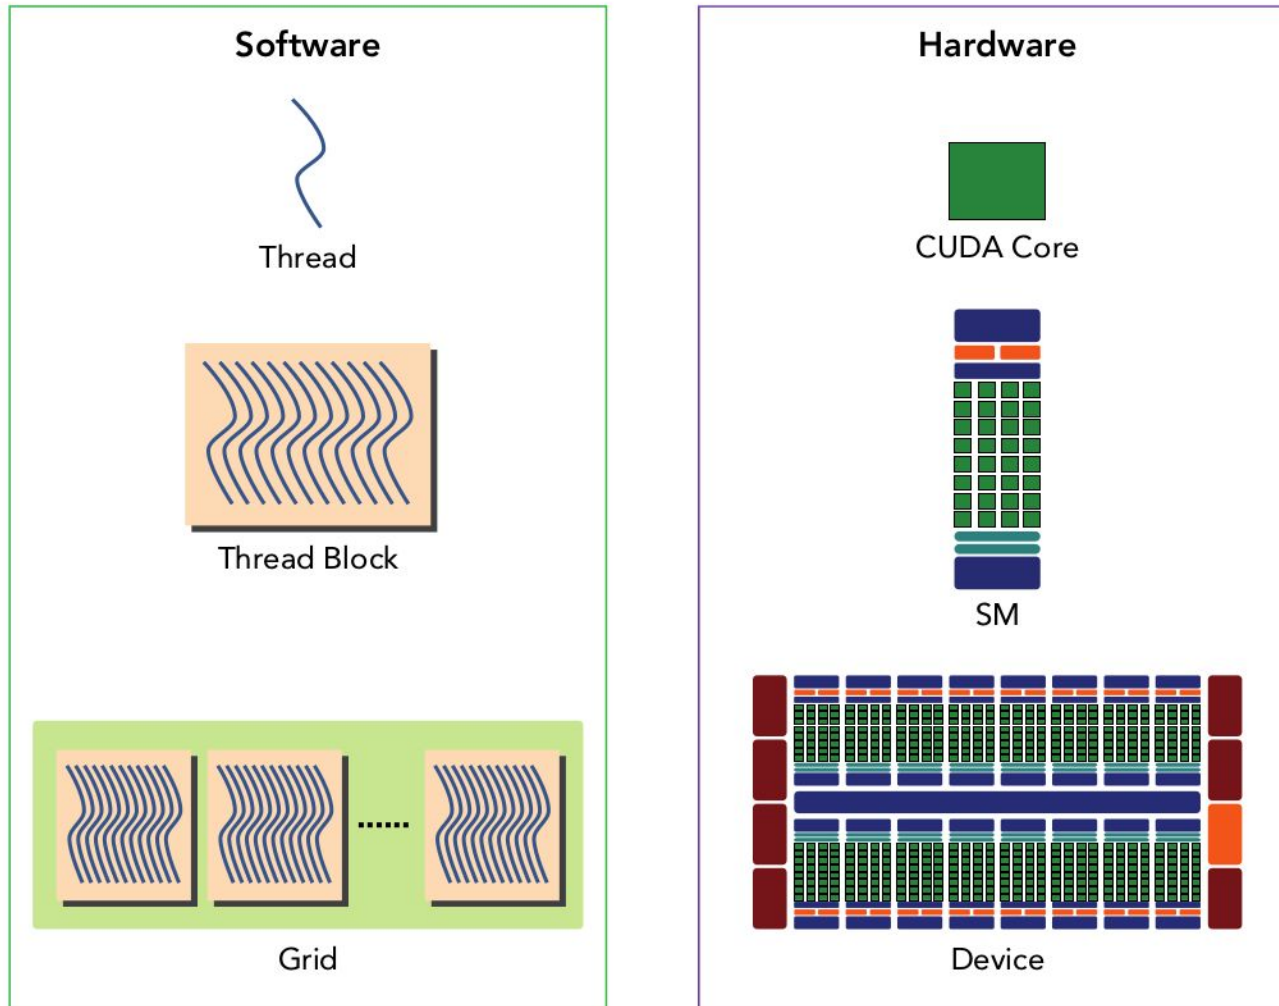 Software
Thread
Thread Block
Grid
Hardware
CUDA Core
SM
Device